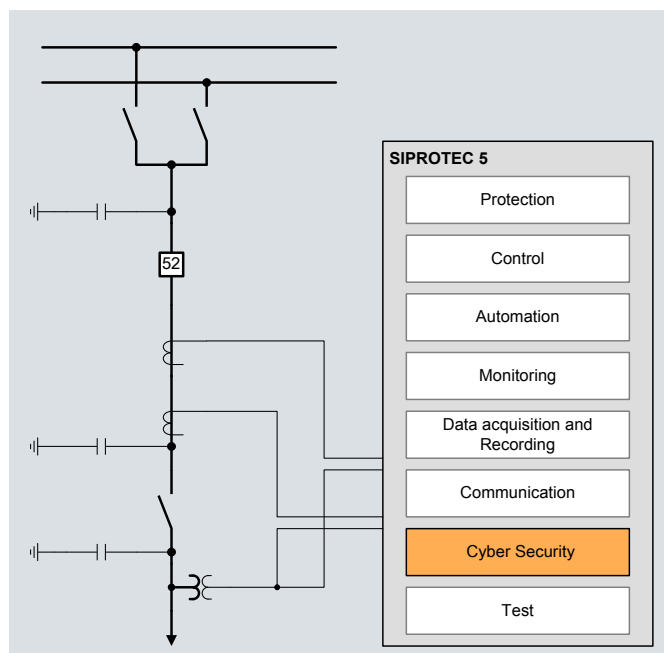 SIPROTEC 5
Protection
Control
52
Automation
Monitoring
Data acquisition and
Recording
Communication
Cyber Security
Test